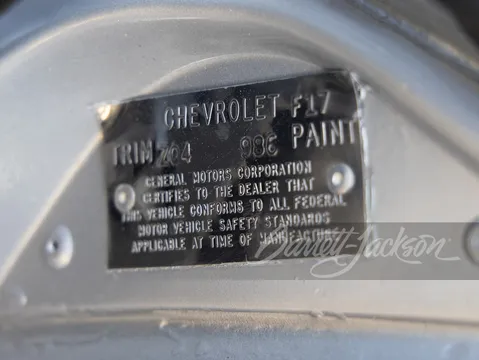 CHEVROLET F17
TRIM 704 986 PAINT
GENERAL MOTORS CORPORATION
CERTIFIES TO THE DEALER THAT
THIS VEHICLE CONFORMS TO ALL FEDERAL
MOTOR VEHICLE SAFETY STANDARDS
APPLICABLE AT TIME OF MANUFACTURE
Barrett-Jackson